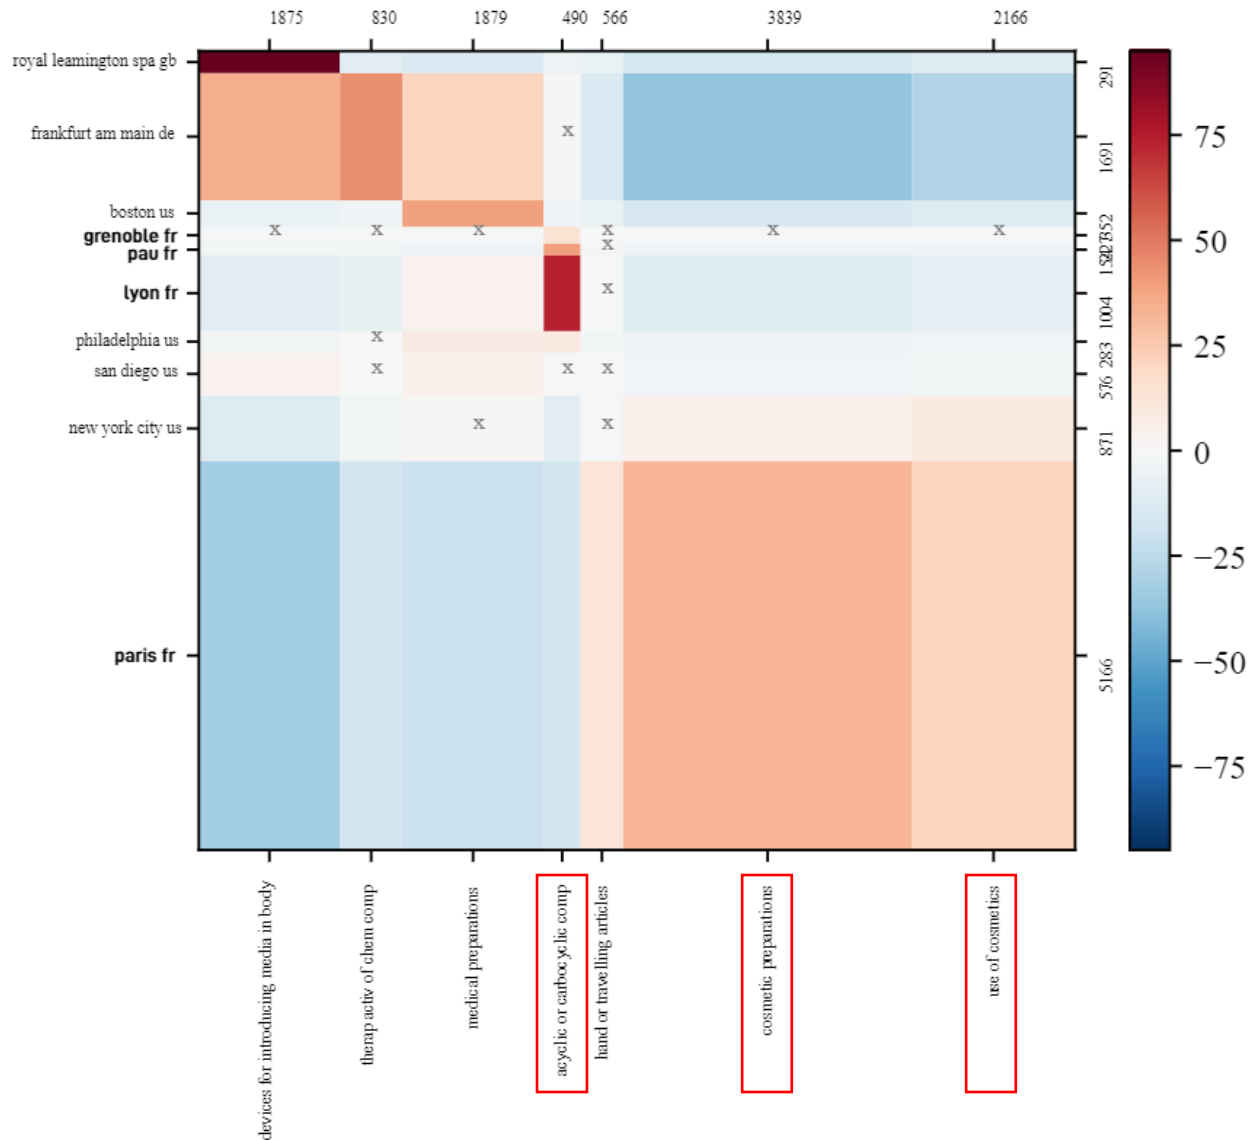 1875 830 1879 490 566 3839 2166
royal leamington spa gb
frankfurt am main de
boston us
grenoble fr
pau fr
lyon fr
philadelphia us
san diego us
new york city us
paris fr
x
x x x x x x
x
x
x
x x x
x x
291
1691
352
1004
283
576
871
5166
75
50
25
0
−25
−50
−75
devices for introducing media in body
therap activ of chem comp
medical preparations
acyclic or carbocyclic comp
hand or travelling articles
cosmetic preparations
use of cosmetics